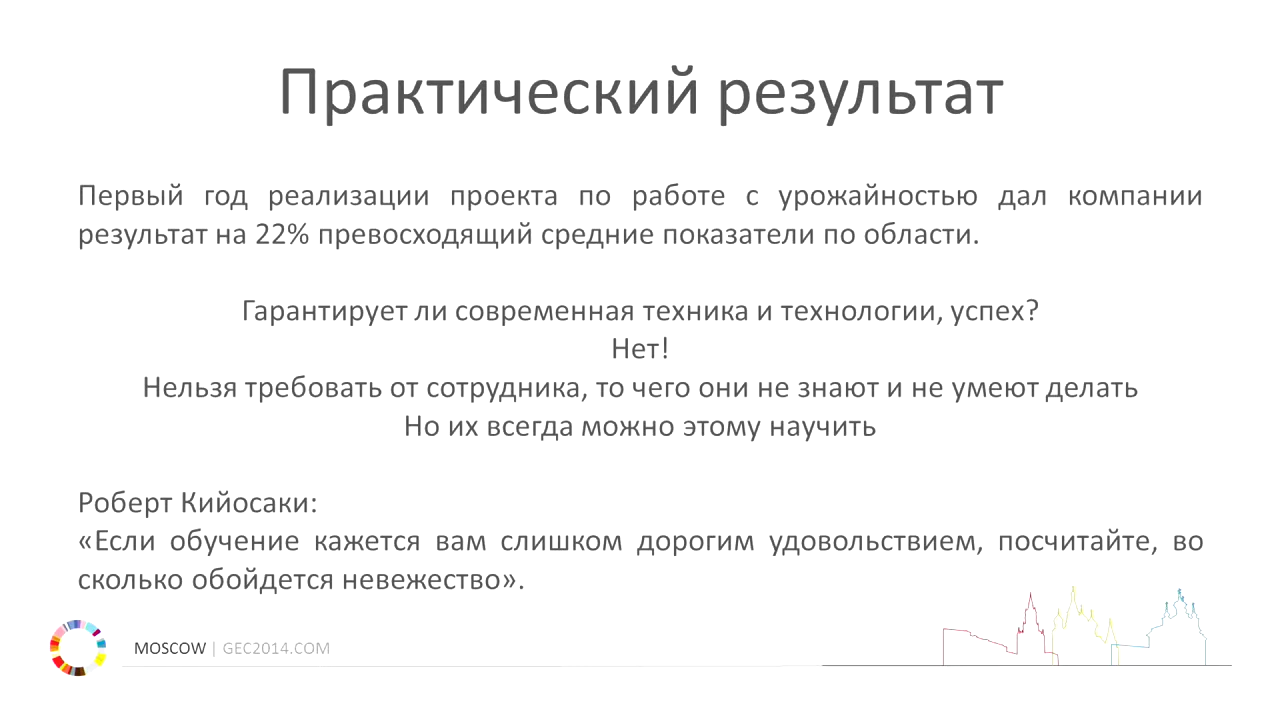 Практический результат
Первый год реализации проекта по работе с урожайностью дал компании
результат на 22% превосходящий средние показатели по области.
Гарантирует ли современная техника и технологии, успех?
Нет!
Нельзя требовать от сотрудника, то чего они не знают и не умеют делать
Но их всегда можно этому научить
Роберт Кийосаки:
«Если обучение кажется вам слишком дорогим удовольствием, посчитайте, во
сколько обойдется невежество».
MOSCOW | GEC2014.COM